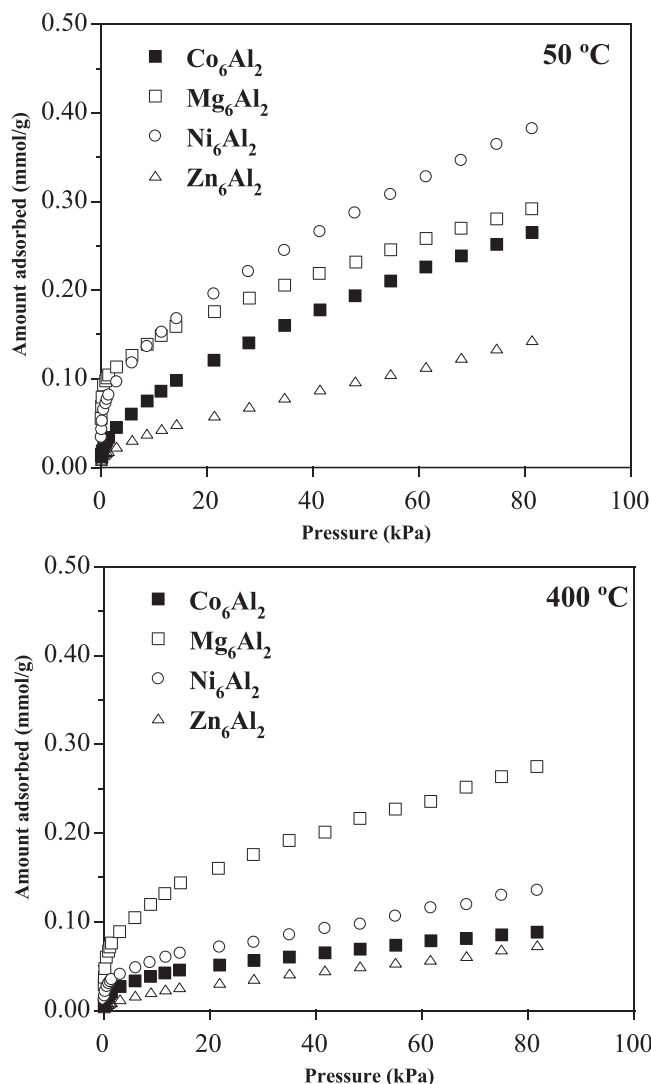 0.50
50 ºC
Co6Al2
Mg6Al2
0.40
Ni6Al2
Zn6Al2
0.30
0.20
0.10
0.00
Amount adsorbed (mmol/g)
0 20 40 60 80 100
Pressure (kPa)
0.50
400 ºC
Co6Al2
Mg6Al2
0.40
Ni6Al2
Zn6Al2
0.30
0.20
0.10
0.00
Amount adsorbed (mmol/g)
0 20 40 60 80 100
Pressure (kPa)